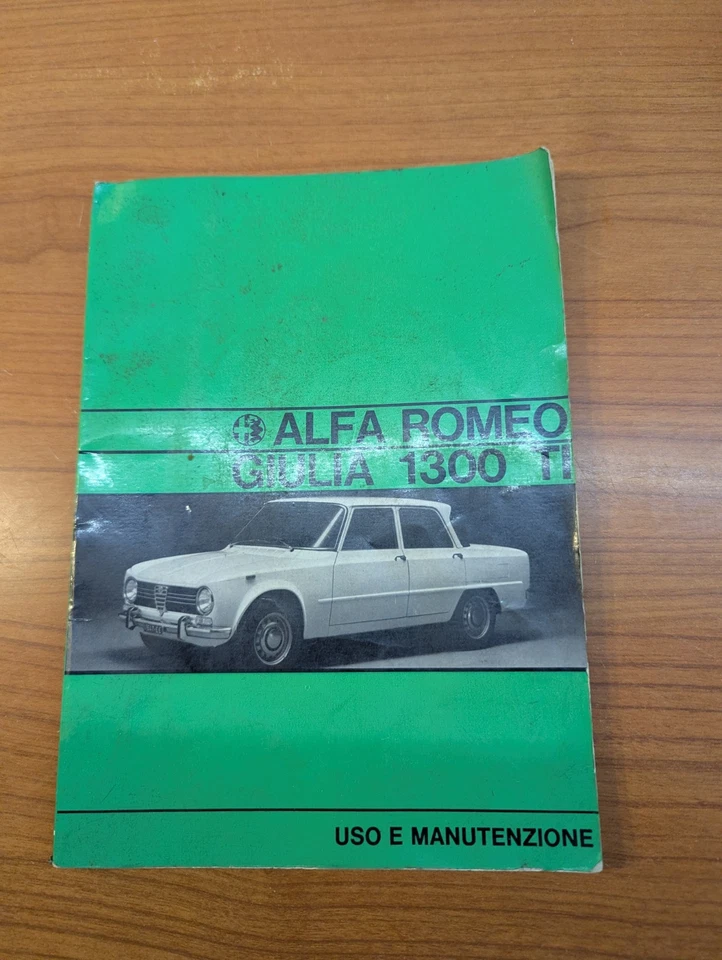 ALFA ROMEO
GIULIA 1300 TI
USO E MANUTENZIONE